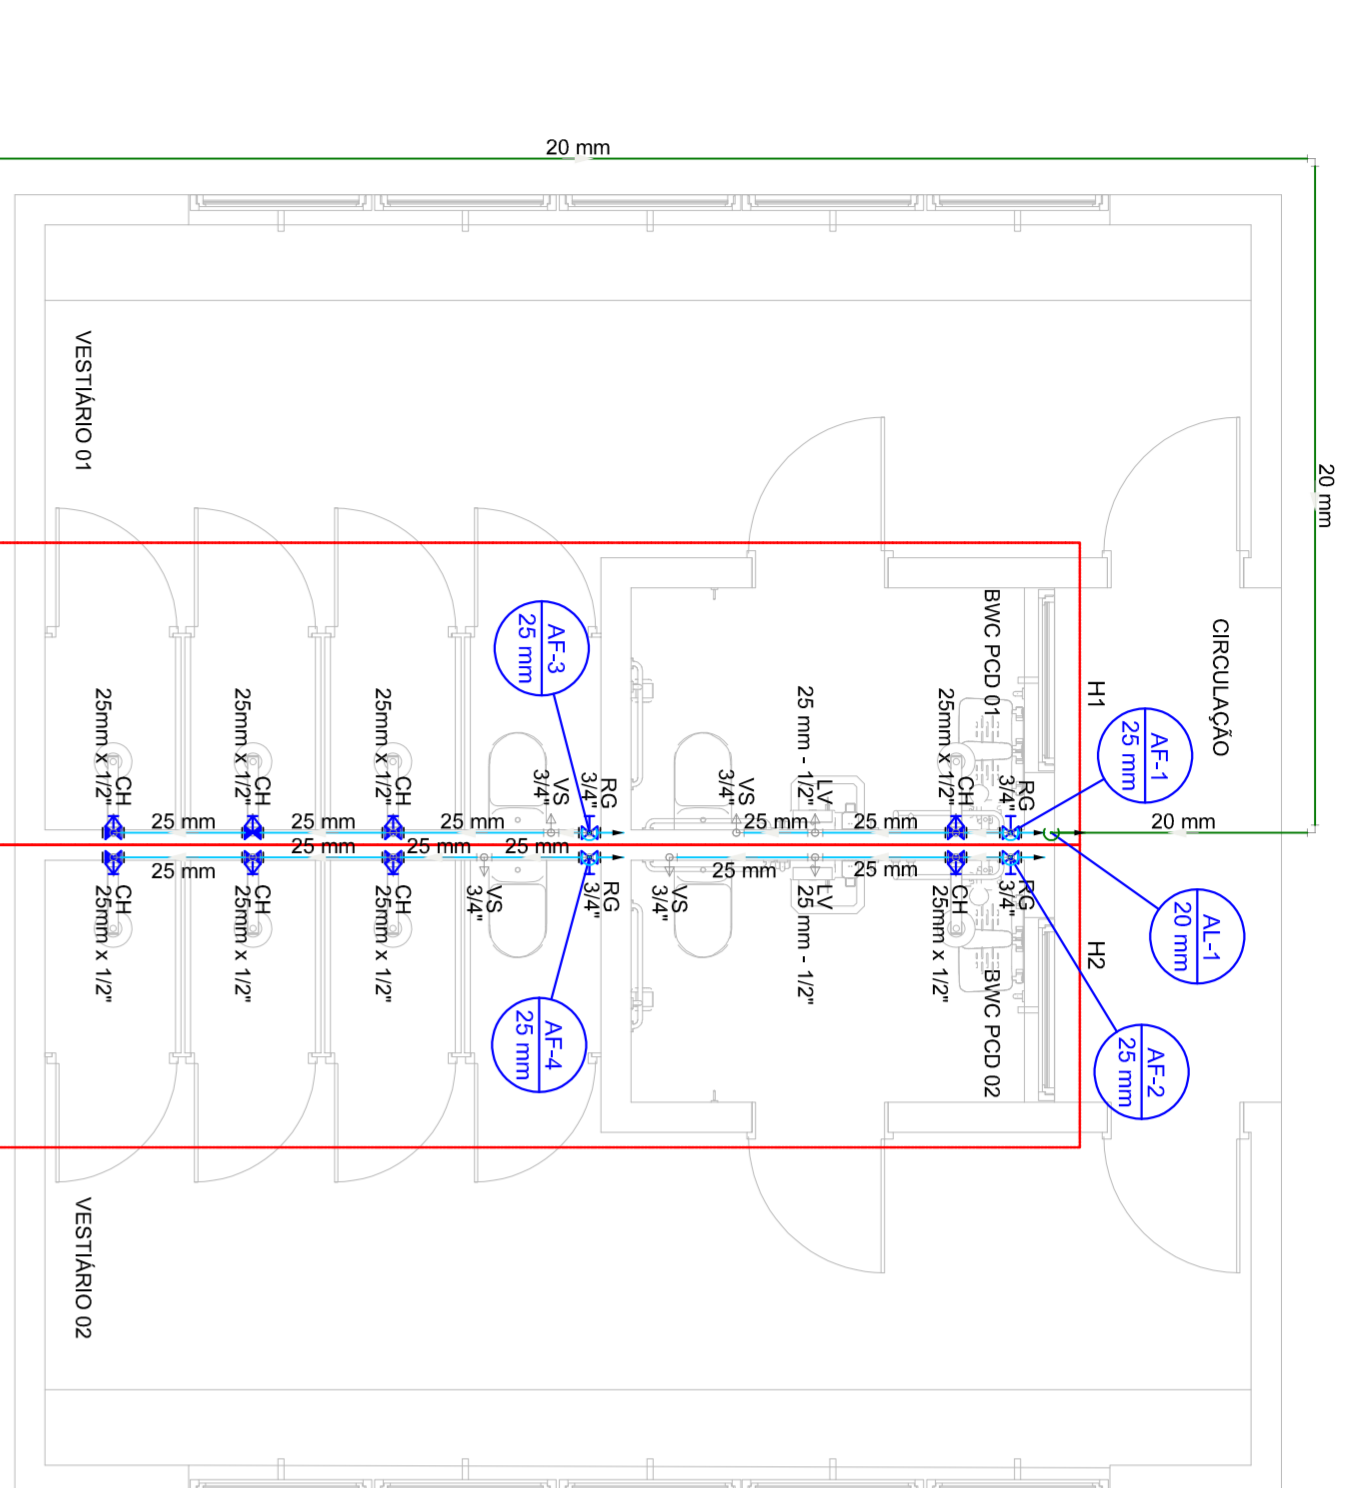 20 mm
20 mm
VESTIÁRIO 01
CIRCULAÇÃO
BWC PCD 01
H1
AF-3
25 mm
AF-1
25 mm
25mm x 1/2"
CH
25mm x 1/2"
CH
25mm x 1/2"
CH
VS
3/4"
RG
3/4"
VS
3/4"
LV
25 mm - 1/2"
25mm x 1/2"
CH
RG
3/4"
25 mm
25 mm
25 mm
25 mm
25 mm
20 mm
25 mm
25 mm
25 mm
25 mm
25 mm
25 mm
CH
25mm x 1/2"
CH
25mm x 1/2"
CH
25mm x 1/2"
VS
3/4"
RG
3/4"
VS
3/4"
LV
25 mm - 1/2"
CH
25mm x 1/2"
RG
3/4"
AL-1
20 mm
H2
BWC PCD 02
AF-4
25 mm
AF-2
25 mm
VESTIÁRIO 02